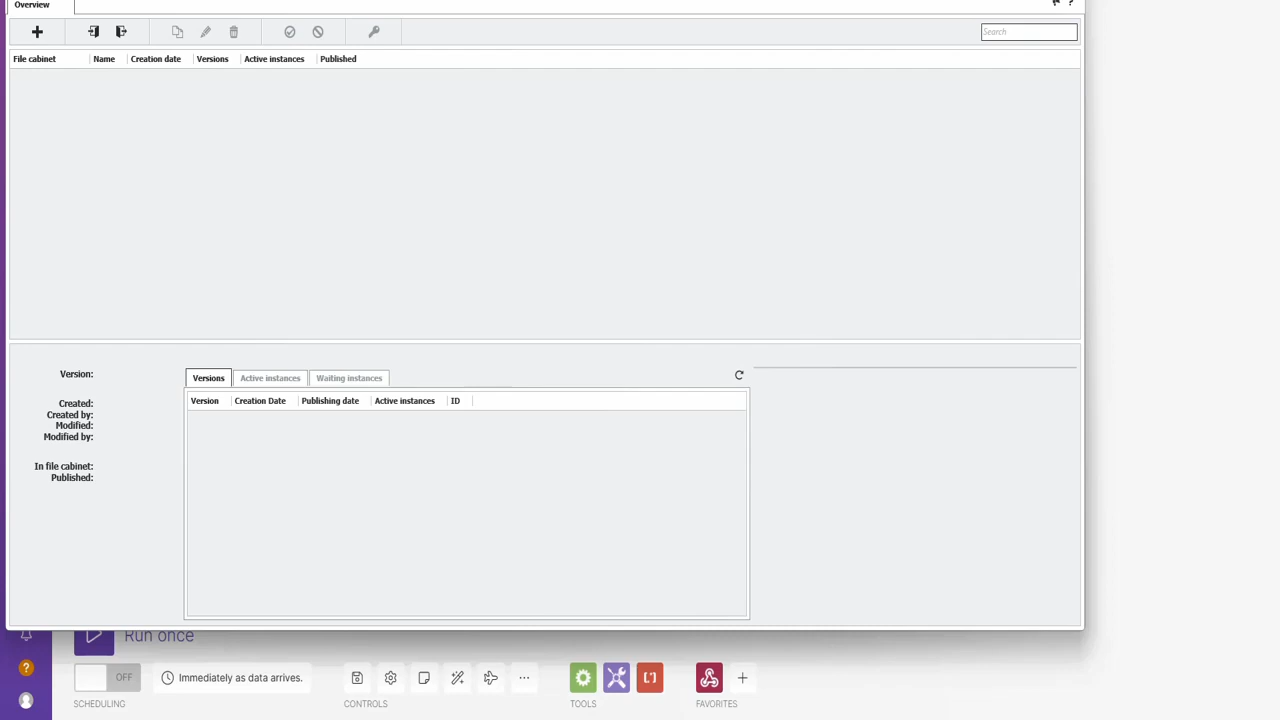 Overview
?
Search
File cabinet Name Creation date Versions Active instances Published
Version:
Created:
Created by:
Modified:
Modified by:
In file cabinet:
Published:
Versions Active instances Waiting instances
Version Creation Date Publishing date Active instances ID
Run once
?
OFF Immediately as data arrives.
SCHEDULING CONTROLS TOOLS FAVORITES